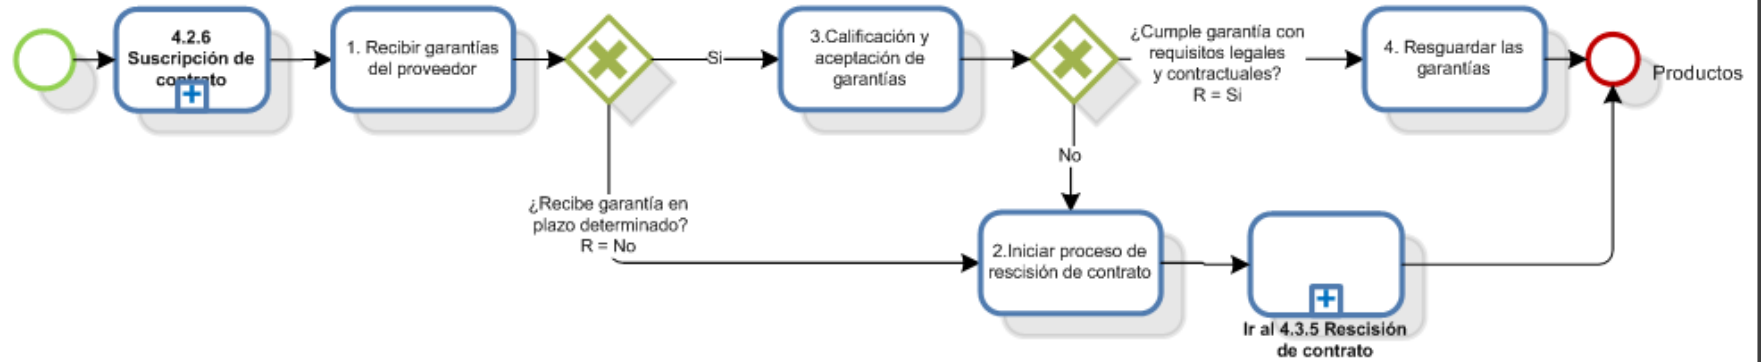 4.2.6
Suscripción de
contrato
1. Recibir garantías
del proveedor
Si
3.Calificación y
aceptación de
garantías
¿Cumple garantía con
requisitos legales
y contractuales?
R = Si
4. Resguardar las
garantías
Productos
No
¿Recibe garantía en
plazo determinado?
R = No
2.Iniciar proceso de
rescisión de contrato
Ir al 4.3.5 Rescisión
de contrato